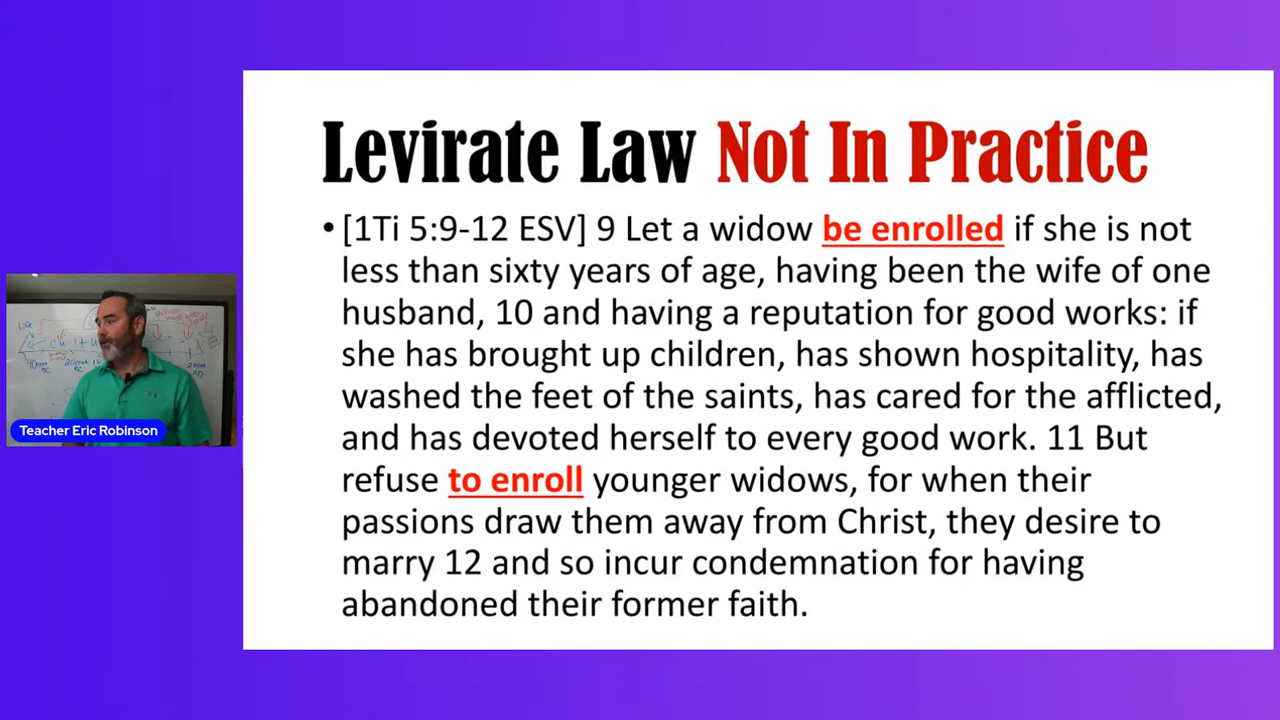 Levirate Law Not In Practice
• [1Ti 5:9-12 ESV] 9 Let a widow be enrolled if she is not
less than sixty years of age, having been the wife of one
husband, 10 and having a reputation for good works: if
she has brought up children, has shown hospitality, has
washed the feet of the saints, has cared for the afflicted,
and has devoted herself to every good work. 11 But
refuse to enroll younger widows, for when their
passions draw them away from Christ, they desire to
marry 12 and so incur condemnation for having
abandoned their former faith.
Teacher Eric Robinson